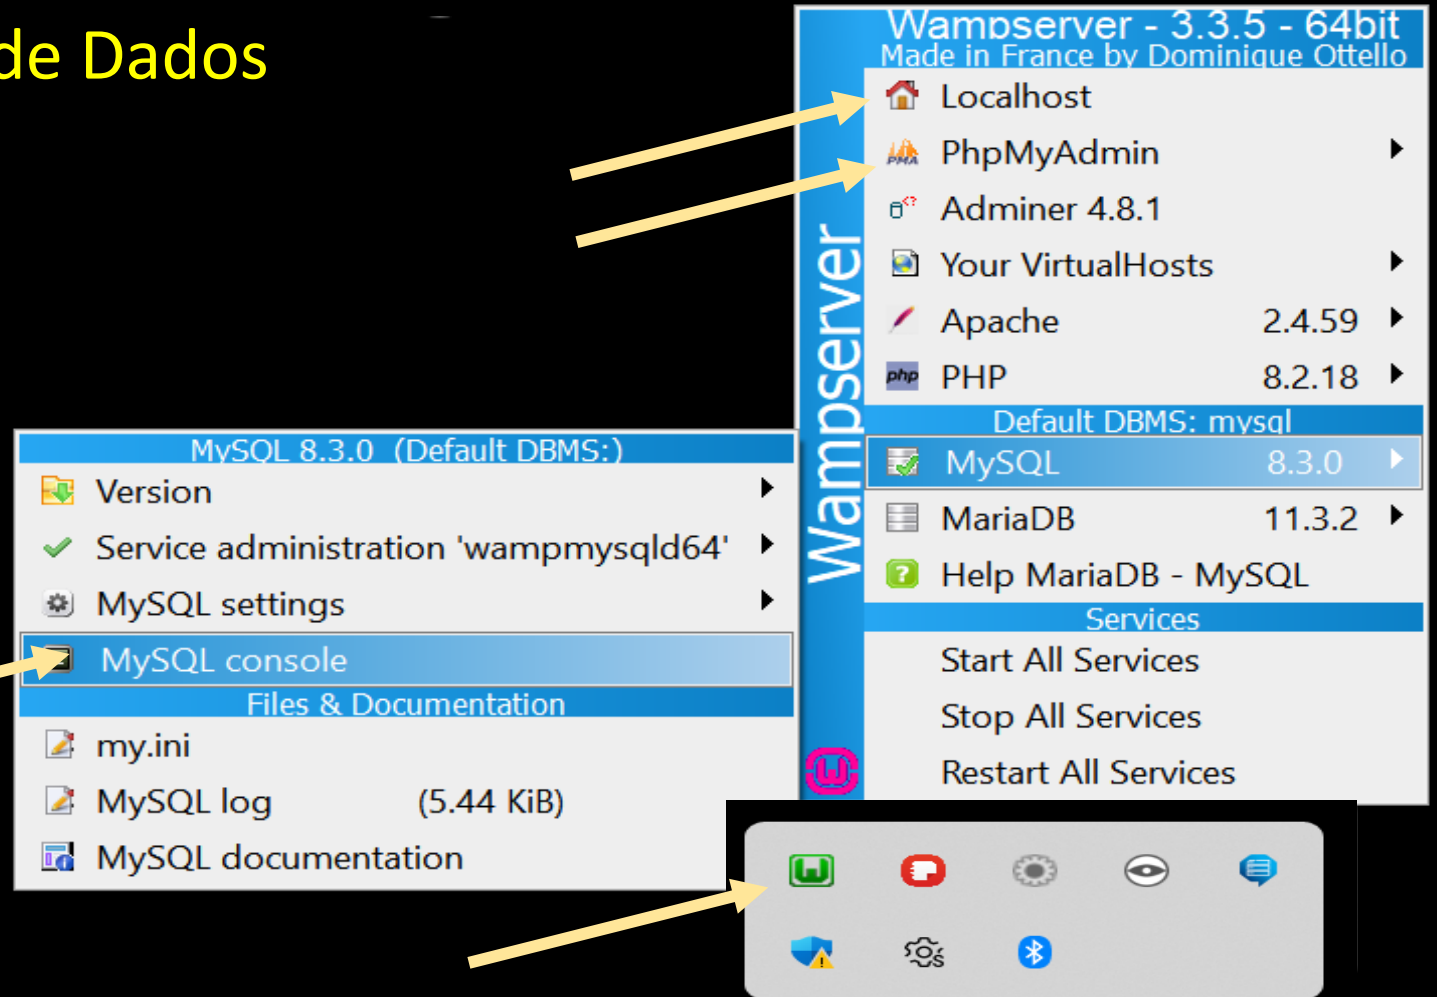 de Dados
Wampserver - 3.3.5 - 64bit
Made in France by Dominique Ottello
Localhost
PMA PhpMyAdmin
Adminer 4.8.1
Your VirtualHosts
Apache 2.4.59
php PHP 8.2.18
Default DBMS: mysql
MySQL 8.3.0
MariaDB 11.3.2
Help MariaDB - MySQL
Services
Start All Services
Stop All Services
Restart All Services
Wampserver
MySQL 8.3.0 (Default DBMS:)
Version
Service administration 'wampmysqld64'
MySQL settings
MySQL console
Files & Documentation
my.ini
MySQL log (5.44 KiB)
MySQL documentation